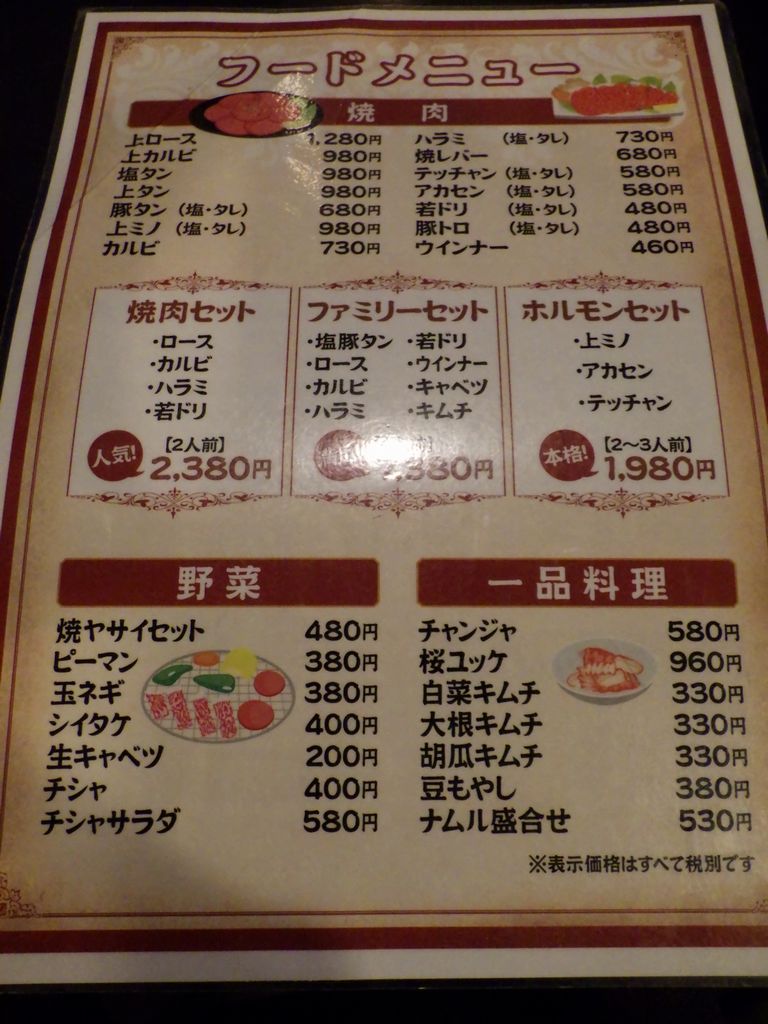 フードメニュー
焼 肉
上ロース 1,280円
上カルビ 980円
塩タン 980円
上タン 980円
豚タン（塩・タレ） 680円
上ミノ（塩・タレ） 980円
カルビ 730円
ハラミ （塩・タレ） 730円
焼レバー 680円
テッチャン（塩・タレ） 580円
アカセン （塩・タレ） 580円
若ドリ （塩・タレ） 480円
豚トロ （塩・タレ） 480円
ウインナー 460円
焼肉セット
・ロース
・カルビ
・ハラミ
・若ドリ
人気!
【2人前】
2,380円
ファミリーセット
・塩豚タン ・若ドリ
・ロース ・ウインナー
・カルビ ・キャベツ
・ハラミ ・キムチ
380円
ホルモンセット
・上ミノ
・アカセン
・テッチャン
本格!
【2〜3人前】
1,980円
野菜
焼ヤサイセット 480円
ピーマン 380円
玉ネギ 380円
シイタケ 400円
生キャベツ 200円
チシャ 400円
チシャサラダ 580円
一品料理
チャンジャ 580円
桜ユッケ 960円
白菜キムチ 330円
大根キムチ 330円
胡瓜キムチ 330円
豆もやし 380円
ナムル盛合せ 530円
※表示価格はすべて税別です